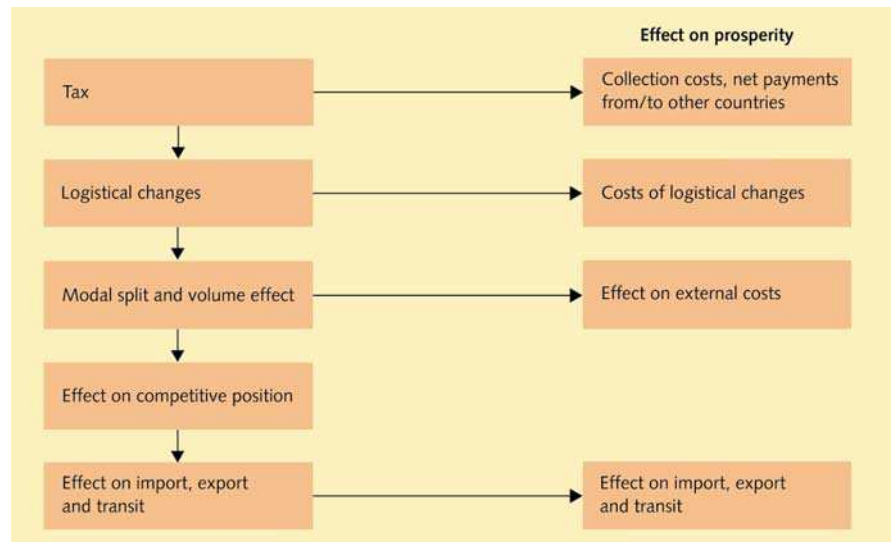 Effect on prosperity
Tax
Collection costs, net payments
from/to other countries
Logistical changes
Costs of logistical changes
Modal split and volume effect
Effect on external costs
Effect on competitive position
Effect on import, export
and transit
Effect on import, export
and transit